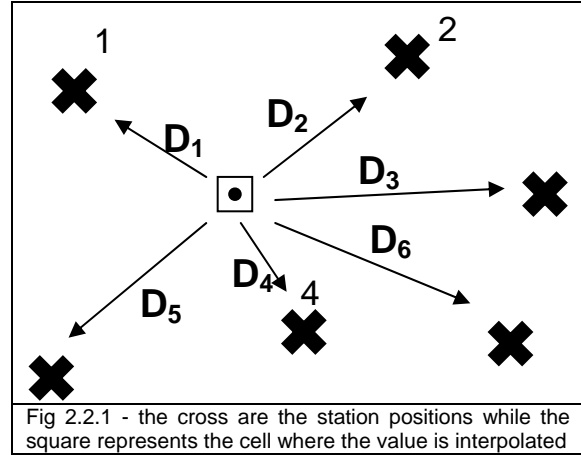 1
2
D1
D2
D3
D6
D4
4
D5
Fig 2.2.1 - the cross are the station positions while the
square represents the cell where the value is interpolated